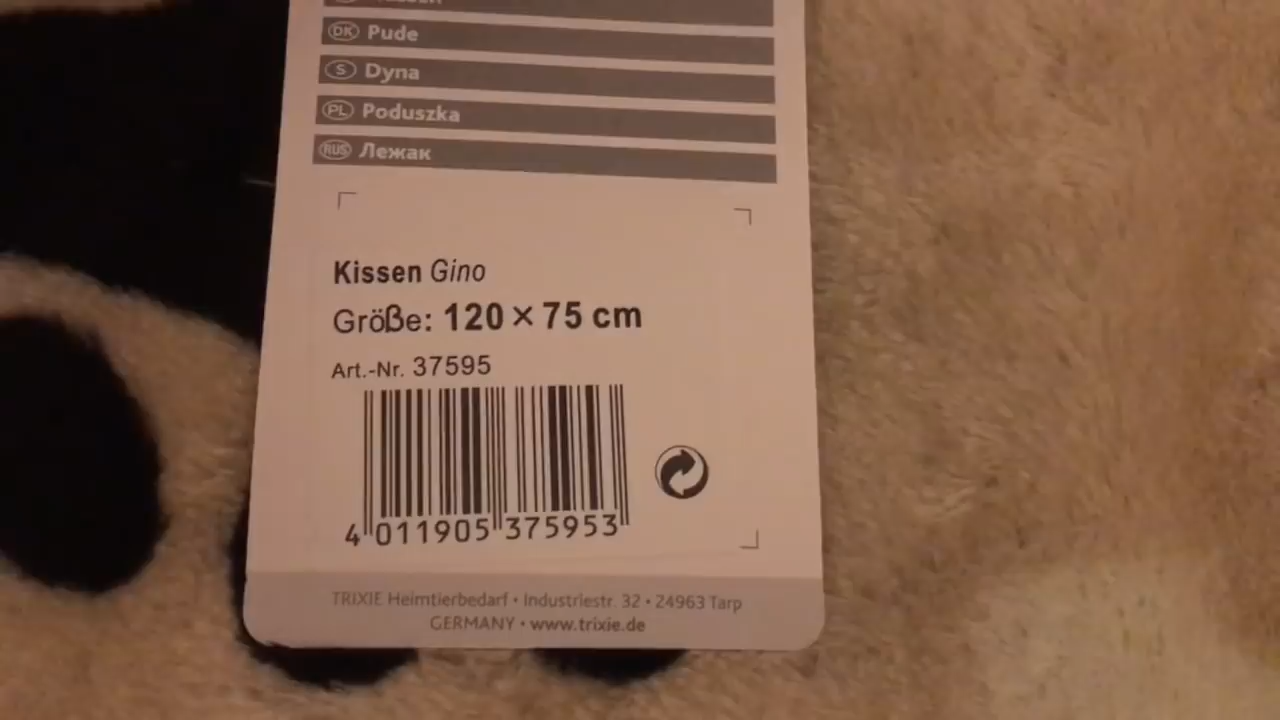 DK Pude
S Dyna
PL Poduszka
RUS Лежак
Kissen Gino
Größe: 120 × 75 cm
Art.-Nr. 37595
4 011905 375953
TRIXIE Heimtierbedarf • Industriestr. 32 • 24963 Tarp
GERMANY • www.trixie.de